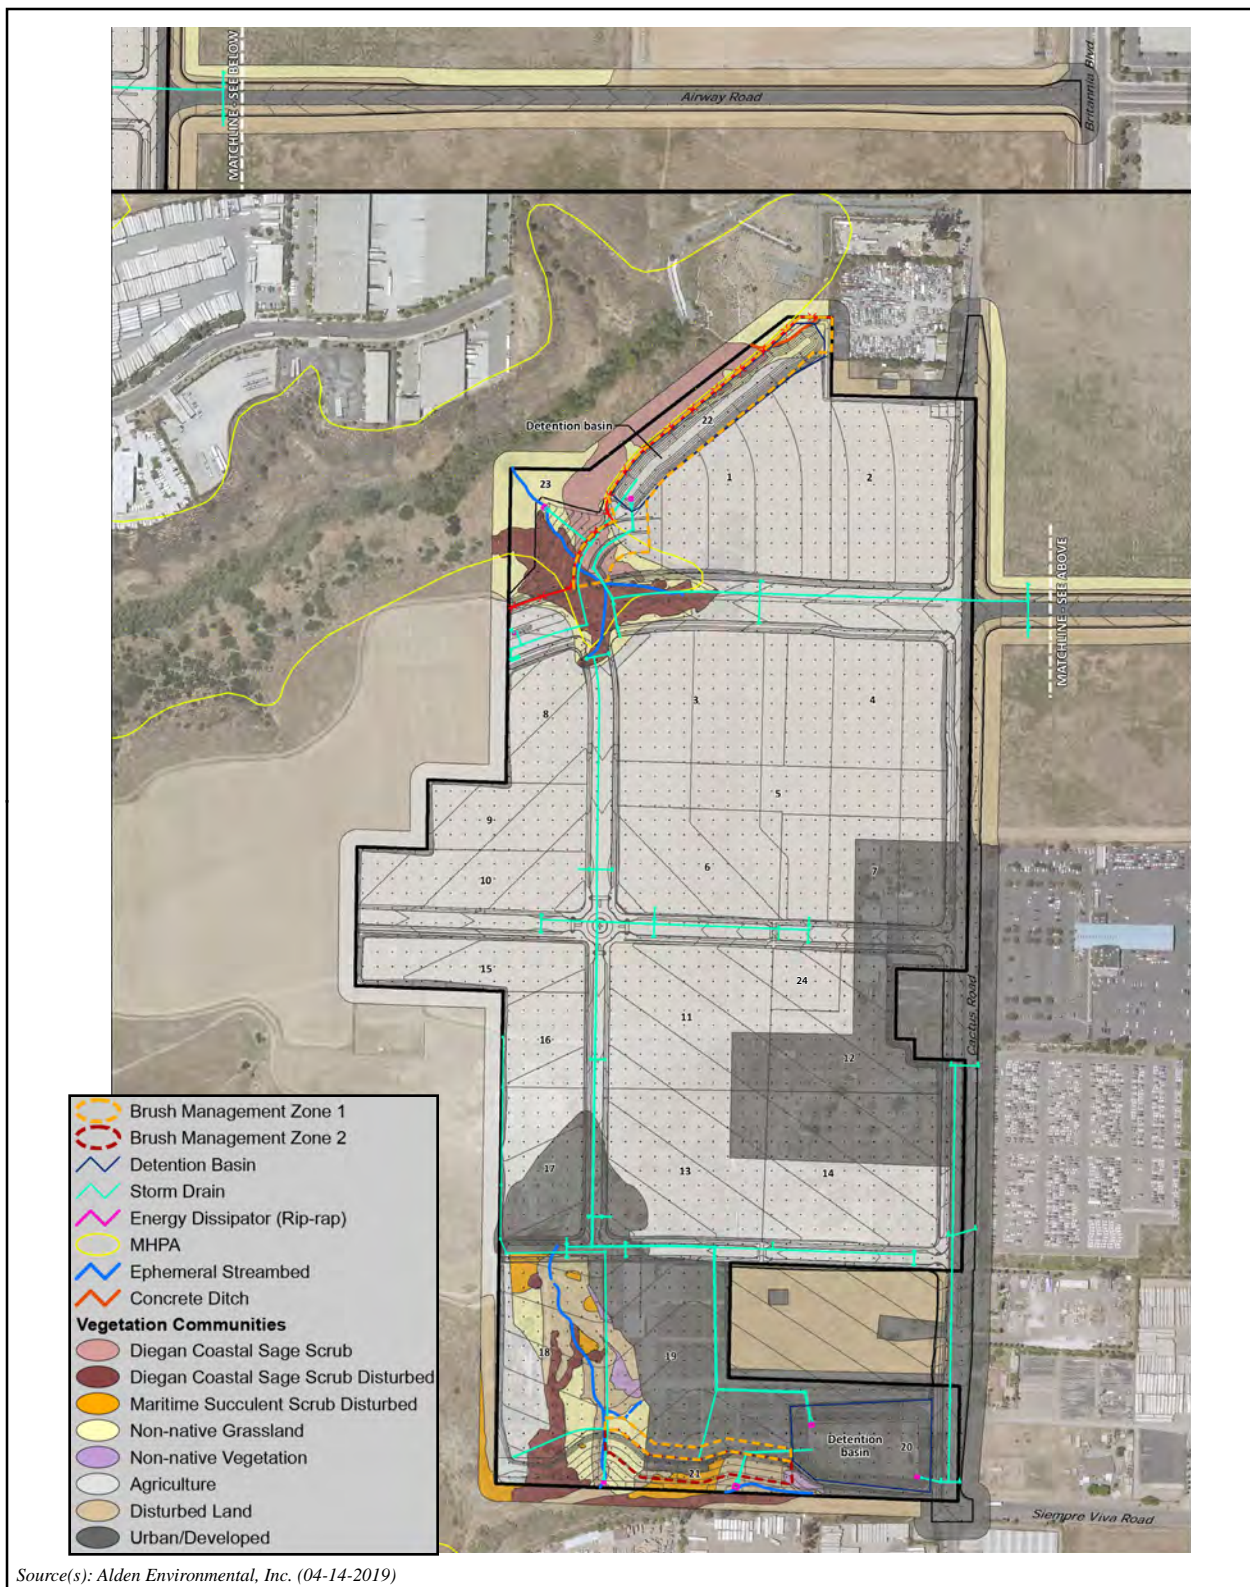 MATCHLINE - SEE BELOW
Airway Road
Britannia Blvd
22
Detention basin
1
2
23
MATCHLINE - SEE ABOVE
3
4
8
5
9
6
7
10
15
24
11
16
12
Cactus Road
17
13
14
18
19
Detention
basin
20
21
Siempre Viva Road
Brush Management Zone 1
Brush Management Zone 2
Detention Basin
Storm Drain
Energy Dissipator (Rip-rap)
MHPA
Ephemeral Streambed
Concrete Ditch
Vegetation Communities
Diegan Coastal Sage Scrub
Diegan Coastal Sage Scrub Disturbed
Maritime Succulent Scrub Disturbed
Non-native Grassland
Non-native Vegetation
Agriculture
Disturbed Land
Urban/Developed
Source(s): Alden Environmental, Inc. (04-14-2019)